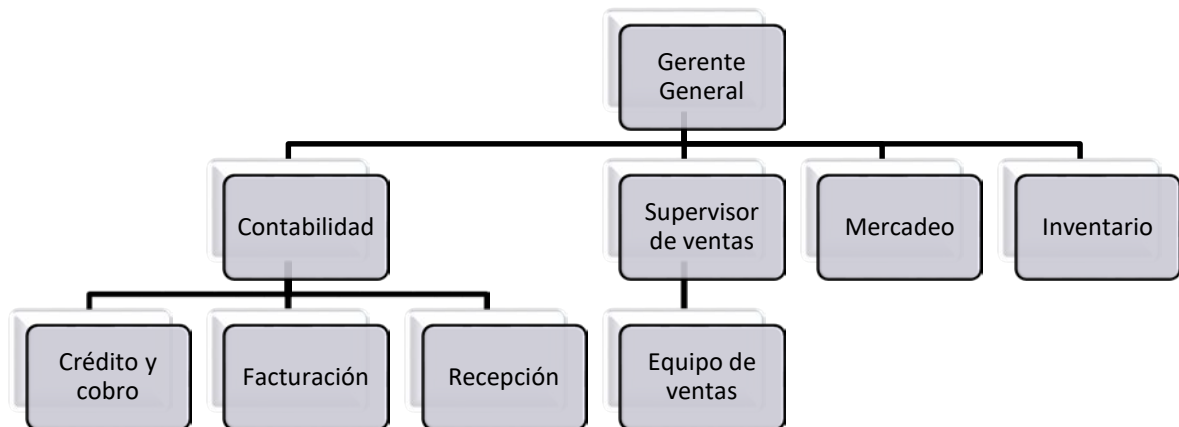 Gerente
General
Contabilidad
Supervisor
de ventas
Mercadeo
Inventario
Crédito y
cobro
Facturación
Recepción
Equipo de
ventas